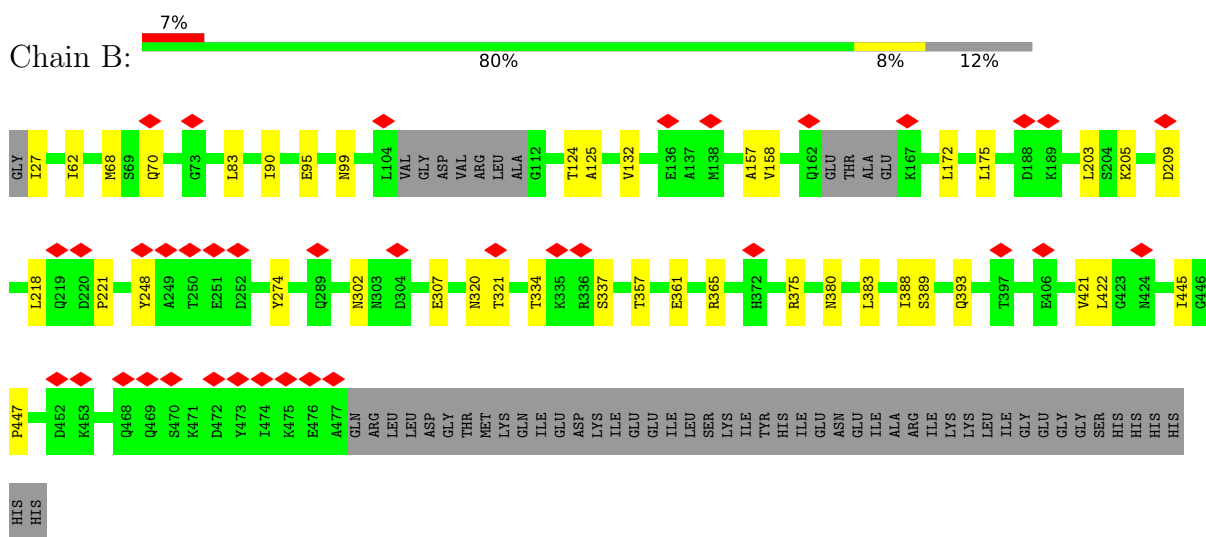 7%
Chain B:
80% 8% 12%
GLY I27 I62 M68 S69 Q70 G73 L83 I90 E95 N99 L104 VAL GLY ASP VAL ARG LEU ALA G112 T124 A125 V132 E136 A137 M138 A157 V158 Q162 GLU THR ALA GLU K167 L172 L175 D188 K189 L203 S204 K205 D209
L218 Q219 D220 P221 Y248 A249 T250 E251 D252 Y274 Q289 N302 N303 D304 E307 N320 T321 T334 K335 R336 S337 T357 E361 R365 H372 R375 N380 L383 I388 S389 Q393 T397 E406 V421 L422 G423 N424 I445 G446
P447 D452 K453 Q468 Q469 S470 K471 D472 Y473 I474 K475 E476 A477 GLN ARG LEU LEU ASP GLY THR MET LYS GLN ILE GLU ASP LYS ILE GLU GLU ILE LEU SER LYS ILE TYR HIS ILE GLU ASN GLU ILE ALA ARG ILE LYS LYS LEU ILE GLY GLU GLY GLY SER HIS HIS HIS HIS
HIS HIS